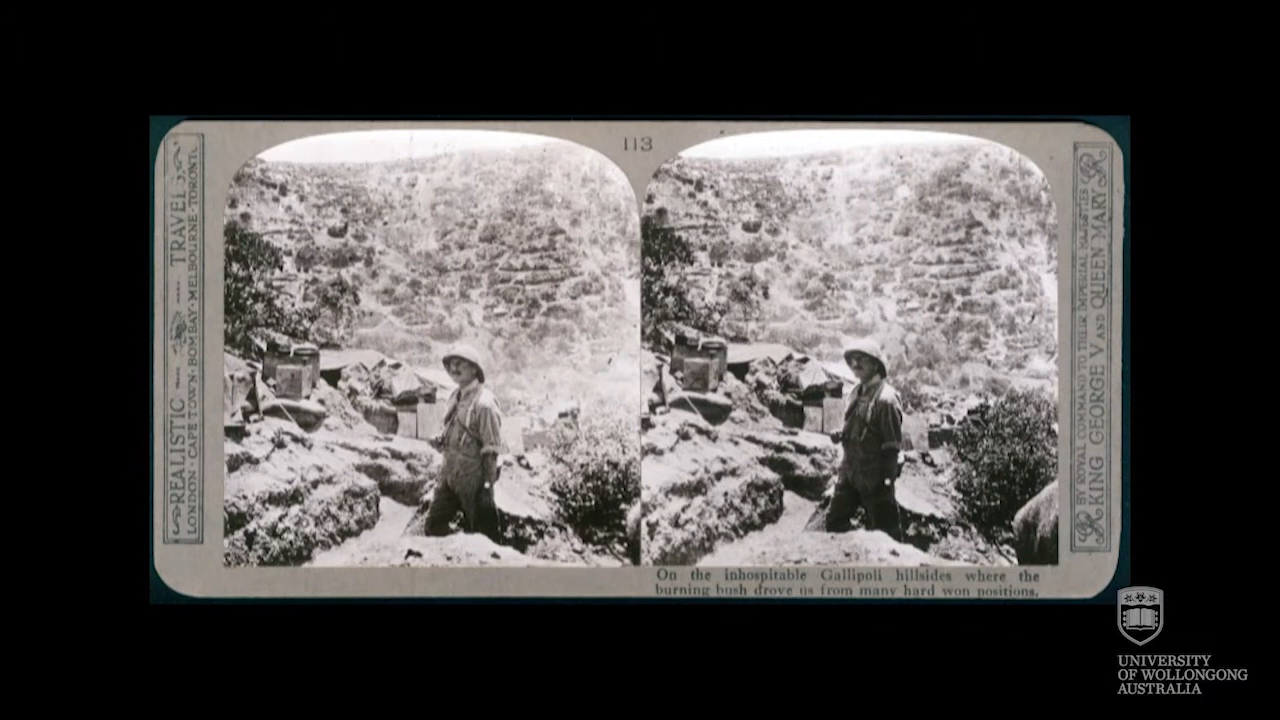 113
REALISTIC TRAVELS
LONDON · CAPE TOWN · BOMBAY · MELBOURNE · TORONTO
BY ROYAL COMMAND TO THEIR IMPERIAL MAJESTIES
KING GEORGE V AND QUEEN MARY
On the inhospitable Gallipoli hillsides where the
burning bush drove us from many hard won positions,
UNIVERSITY
OF WOLLONGONG
AUSTRALIA